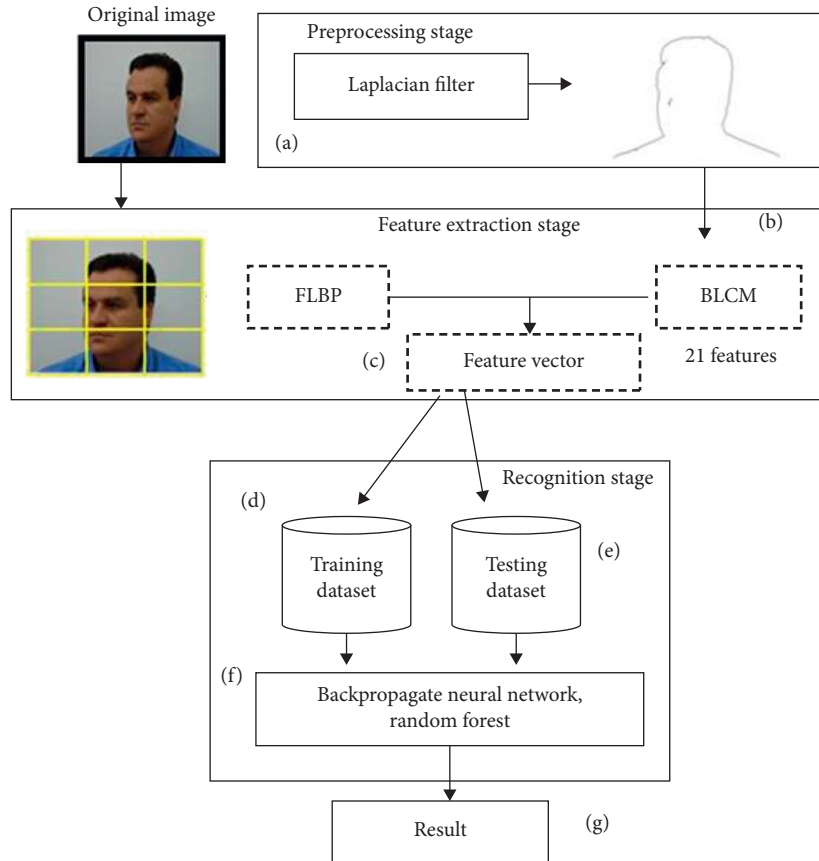 Original image
Preprocessing stage
Laplacian filter
(a)
(b)
Feature extraction stage
FLBP
BLCM
(c)
Feature vector
21 features
Recognition stage
(d)
(e)
Training
dataset
Testing
dataset
(f)
Backpropagate neural network,
random forest
Result
(g)